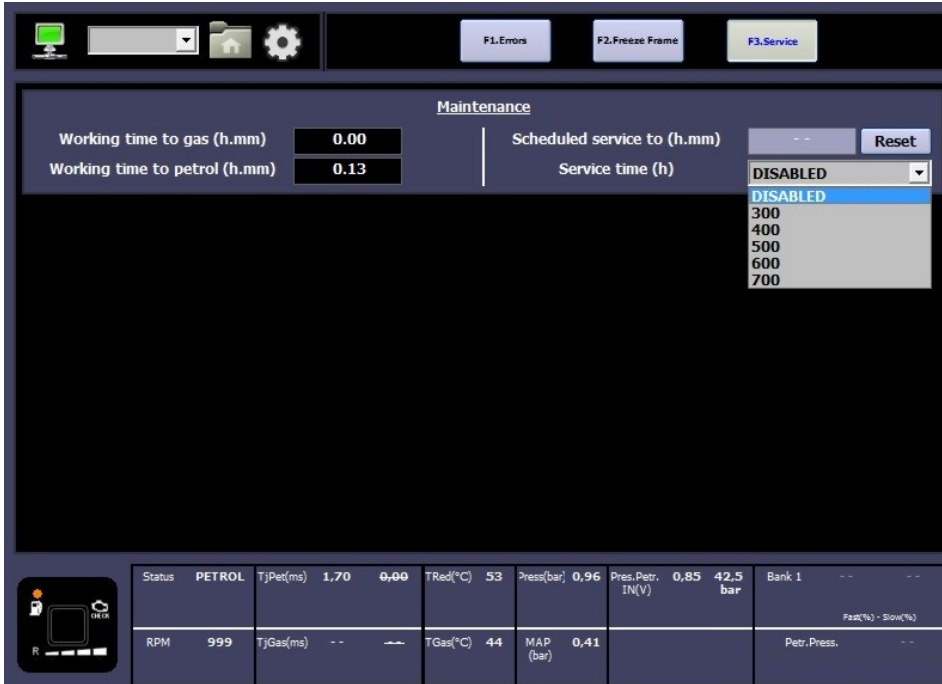 F1.Errors F2.Freeze Frame F3.Service
Maintenance
Working time to gas (h.mm) 0.00 Scheduled service to (h.mm) - - Reset
Working time to petrol (h.mm) 0.13 Service time (h) DISABLED
DISABLED
300
400
500
600
700
Status PETROL TjPet(ms) 1,70 0,00 TRed(°C) 53 Press(bar) 0,96 Pres.Petr. 0,85 42,5 Bank 1 - - - -
IN(V) bar
CHECK
Fast(%) - Slow(%)
RPM 999 TjGas(ms) - - -.-- TGas(°C) 44 MAP 0,41 Petr.Press. - -
R (bar)